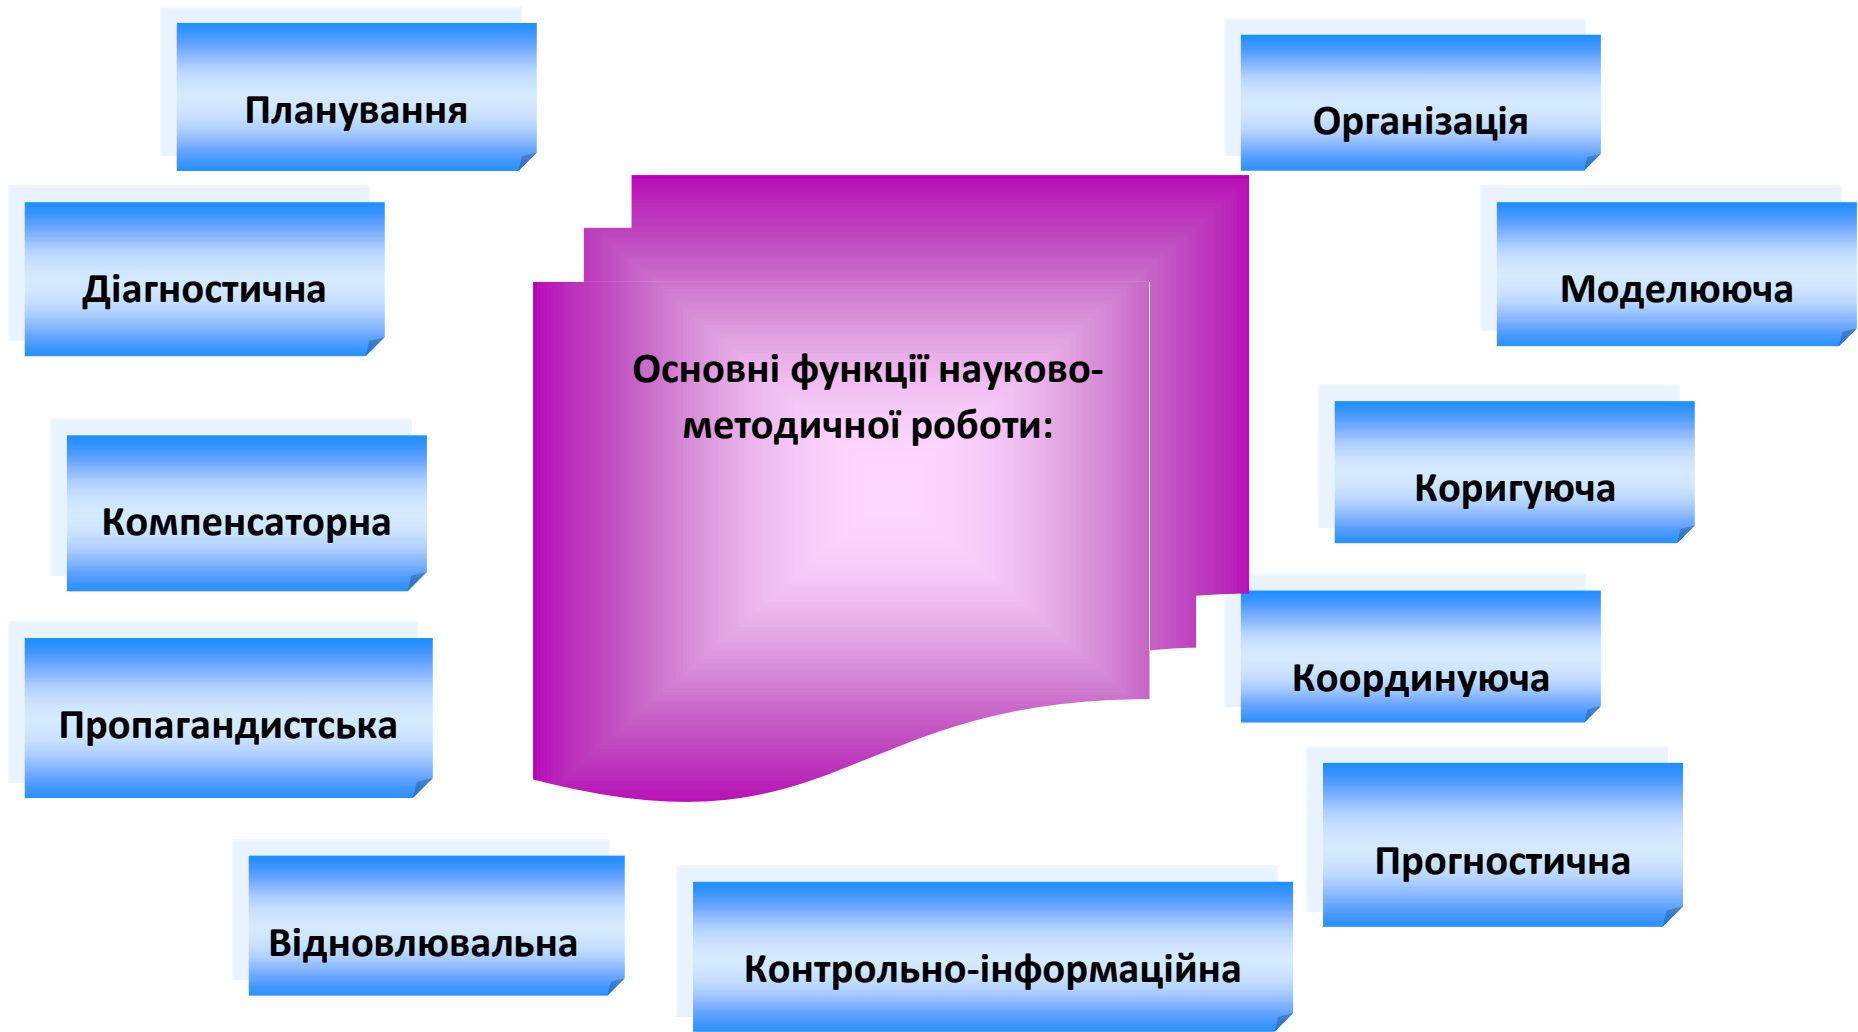 Планування
Організація
Діагностична
Моделююча
Основні функції науково-
методичної роботи:
Коригуюча
Компенсаторна
Координуюча
Пропагандистська
Прогностична
Відновлювальна
Контрольно-інформаційна